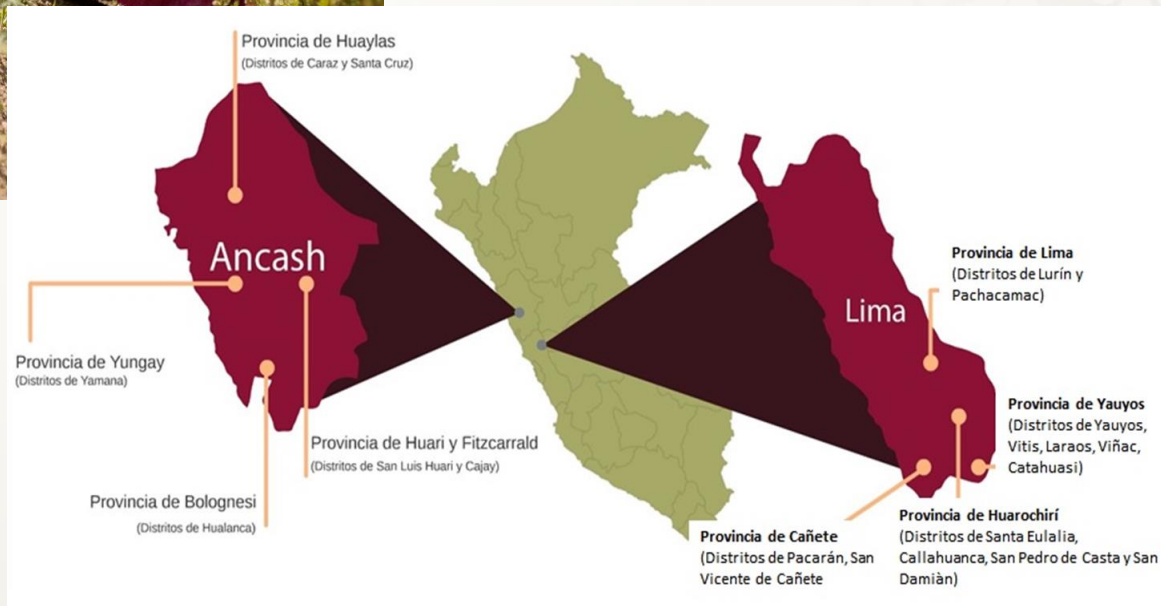 Provincia de Huaylas
(Distritos de Caraz y Santa Cruz)
Ancash
Provincia de Yungay
(Distritos de Yamana)
Provincia de Huari y Fitzcarrald
(Distritos de San Luis Huari y Cajay)
Provincia de Bolognesi
(Distritos de Hualanca)
Lima
Provincia de Lima
(Distritos de Lurín y
Pachacamac)
Provincia de Yauyos
(Distritos de Yauyos,
Vitis, Laraos, Viñac,
Catahuasi)
Provincia de Cañete
(Distritos de Pacarán, San
Vicente de Cañete
Provincia de Huarochirí
(Distritos de Santa Eulalia,
Callahuanca, San Pedro de Casta y San
Damiàn)